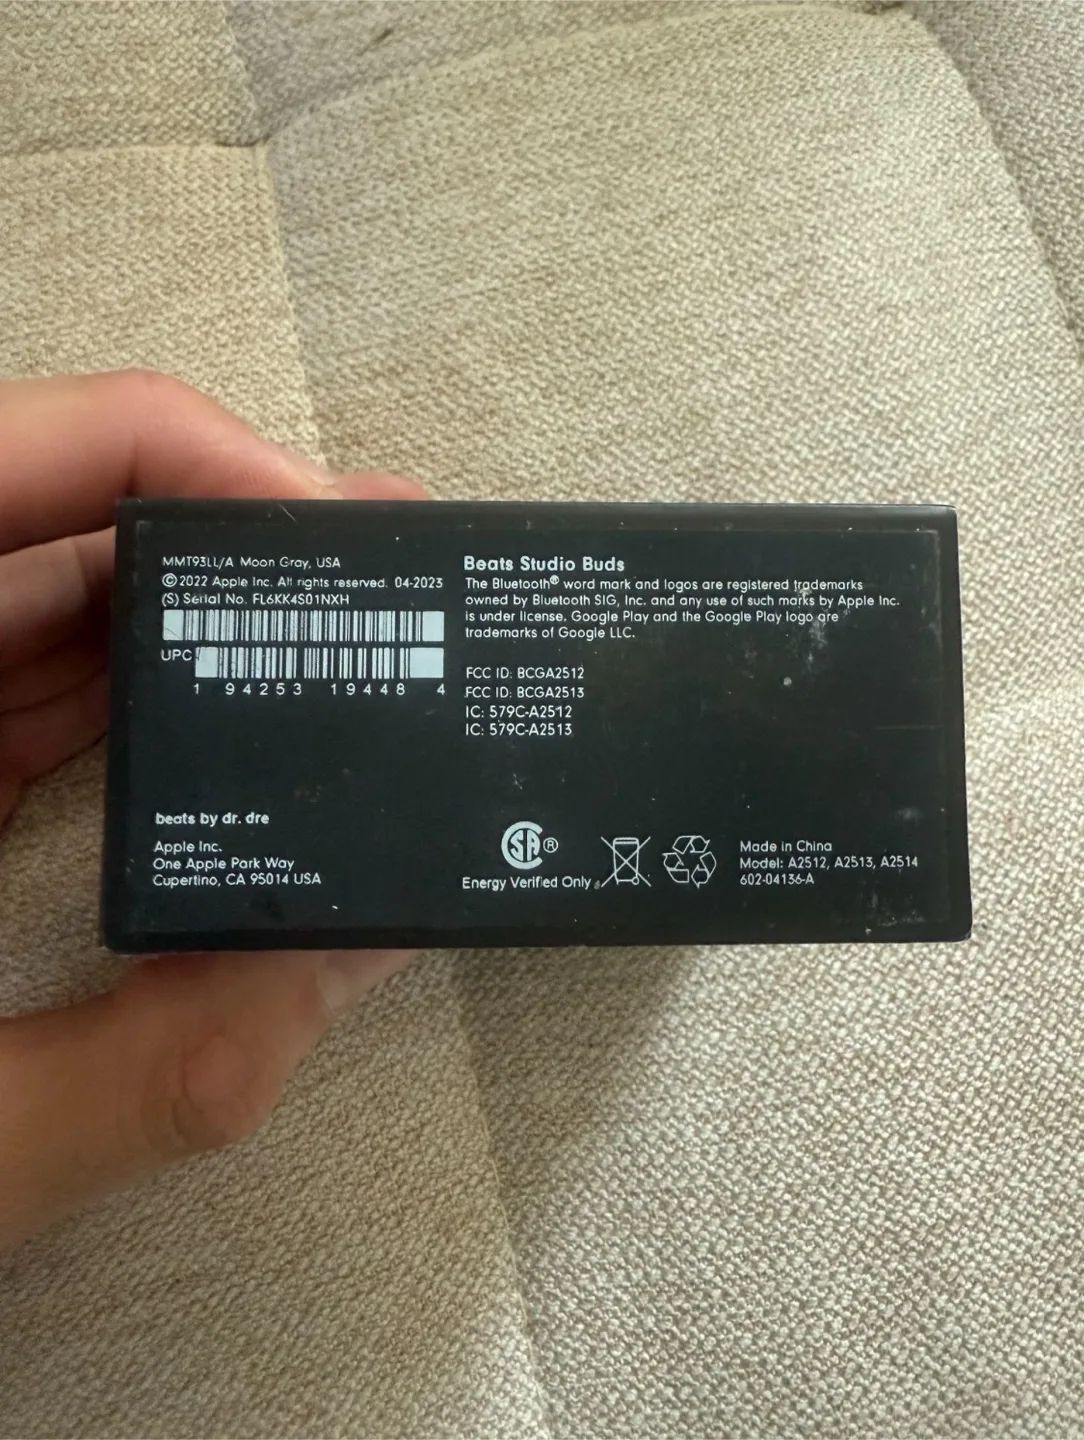 MMT93LL/A Moon Gray, USA
©2022 Apple Inc. All rights reserved. 04-2023
(S) Serial No. FL6KK4S01NXH
UPC
1 94253 19448 4
Beats Studio Buds
The Bluetooth® word mark and logos are registered trademarks
owned by Bluetooth SIG, Inc. and any use of such marks by Apple Inc.
is under license. Google Play and the Google Play logo are
trademarks of Google LLC.
FCC ID: BCGA2512
FCC ID: BCGA2513
IC: 579C-A2512
IC: 579C-A2513
beats by dr. dre
Apple Inc.
One Apple Park Way
Cupertino, CA 95014 USA
SA®
Energy Verified Only
Made in China
Model: A2512, A2513, A2514
602-04136-A